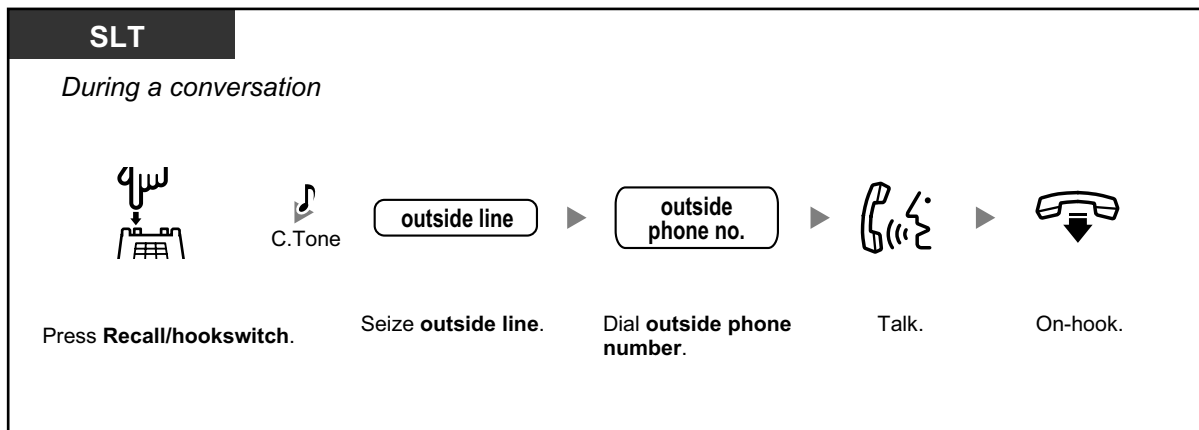 SLT
During a conversation
C.Tone
outside line
outside
phone no.
Press Recall/hookswitch.
Seize outside line.
Dial outside phone
number.
Talk.
On-hook.